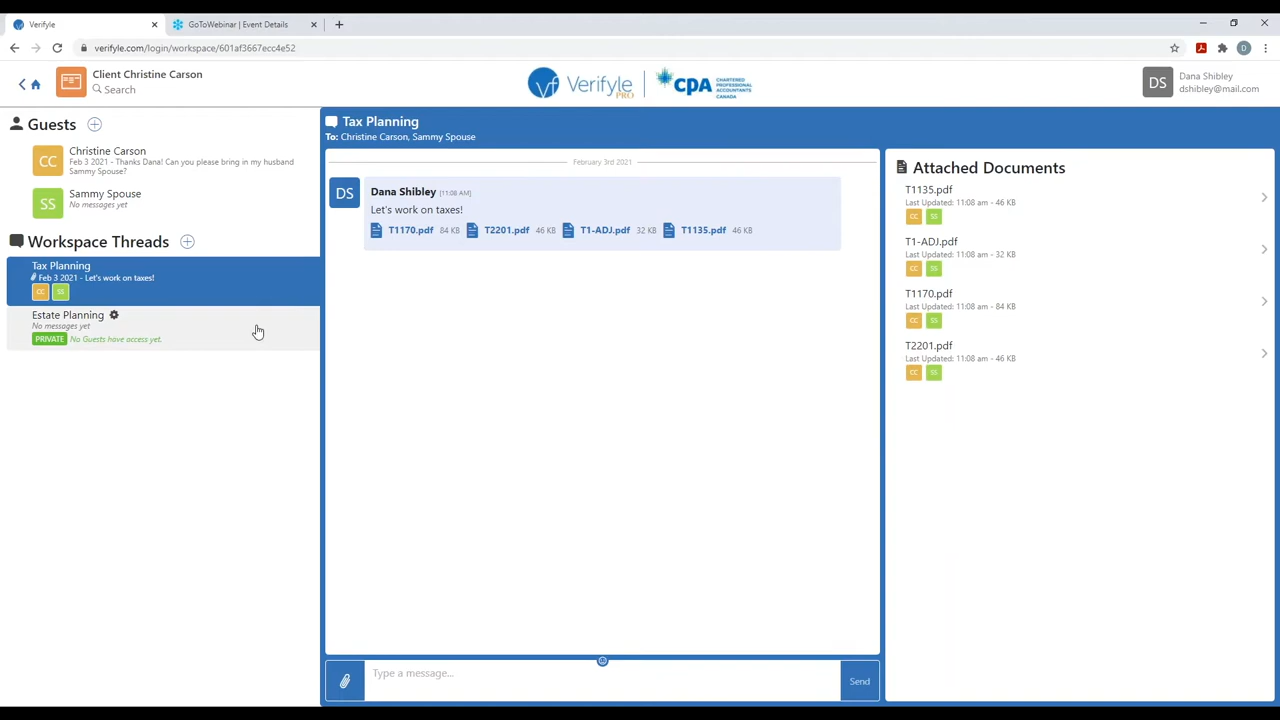 Verifyle
GoToWebinar | Event Details
verifyle.com/login/workspace/601af3667ecc4e52
D
Client Christine Carson
Search
vf Verifyle PRO
CPA CHARTERED PROFESSIONAL ACCOUNTANTS CANADA
DS
Dana Shibley
dshibley@mail.com
Guests
CC
Christine Carson
Feb 3 2021 - Thanks Dana! Can you please bring in my husband
Sammy Spouse?
SS
Sammy Spouse
No messages yet
Workspace Threads
Tax Planning
Feb 3 2021 - Let's work on taxes!
CC SS
Estate Planning
No messages yet
PRIVATE No Guests have access yet.
Tax Planning
To: Christine Carson, Sammy Spouse
February 3rd 2021
DS
Dana Shibley [11:08 AM]
Let's work on taxes!
T1170.pdf 84 KB T2201.pdf 46 KB T1-ADJ.pdf 32 KB T1135.pdf 46 KB
Type a message...
Send
Attached Documents
T1135.pdf
Last Updated: 11:08 am - 46 KB
CC SS
T1-ADJ.pdf
Last Updated: 11:08 am - 32 KB
CC SS
T1170.pdf
Last Updated: 11:08 am - 84 KB
CC SS
T2201.pdf
Last Updated: 11:08 am - 46 KB
CC SS